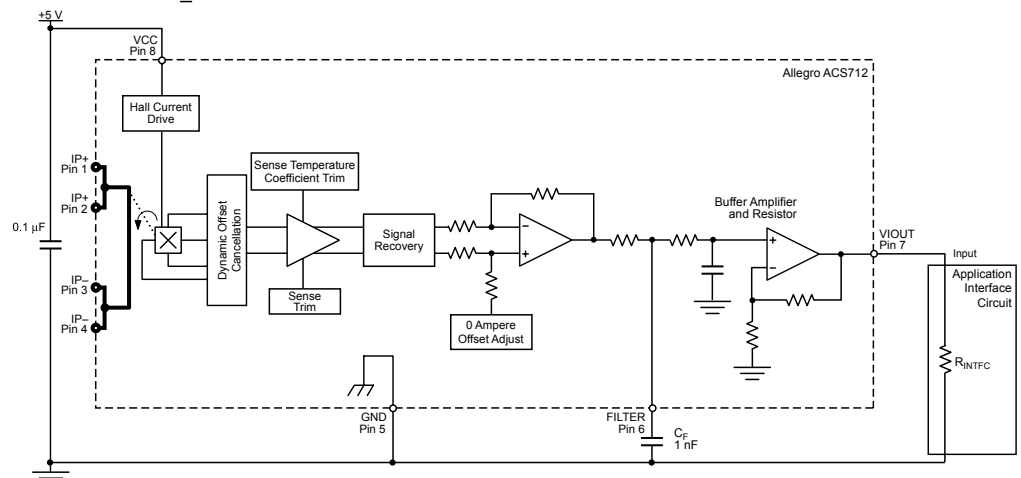 +5 V
VCC
Pin 8
Allegro ACS712
Hall Current
Drive
IP+
Pin 1
IP+
Pin 2
IP–
Pin 3
IP–
Pin 4
0.1 µF
Dynamic Offset
Cancellation
Sense Temperature
Coefficient Trim
Sense
Trim
Signal
Recovery
0 Ampere
Offset Adjust
Buffer Amplifier
and Resistor
VIOUT
Pin 7
Input
Application
Interface
Circuit
RINTFC
GND
Pin 5
FILTER
Pin 6
CF
1 nF